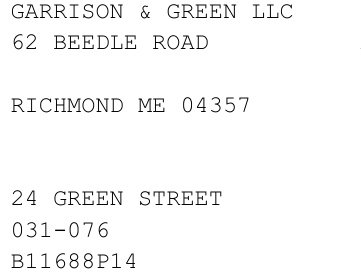 GARRISON & GREEN LLC
62 BEEDLE ROAD
RICHMOND ME 04357
24 GREEN STREET
031-076
B11688P14